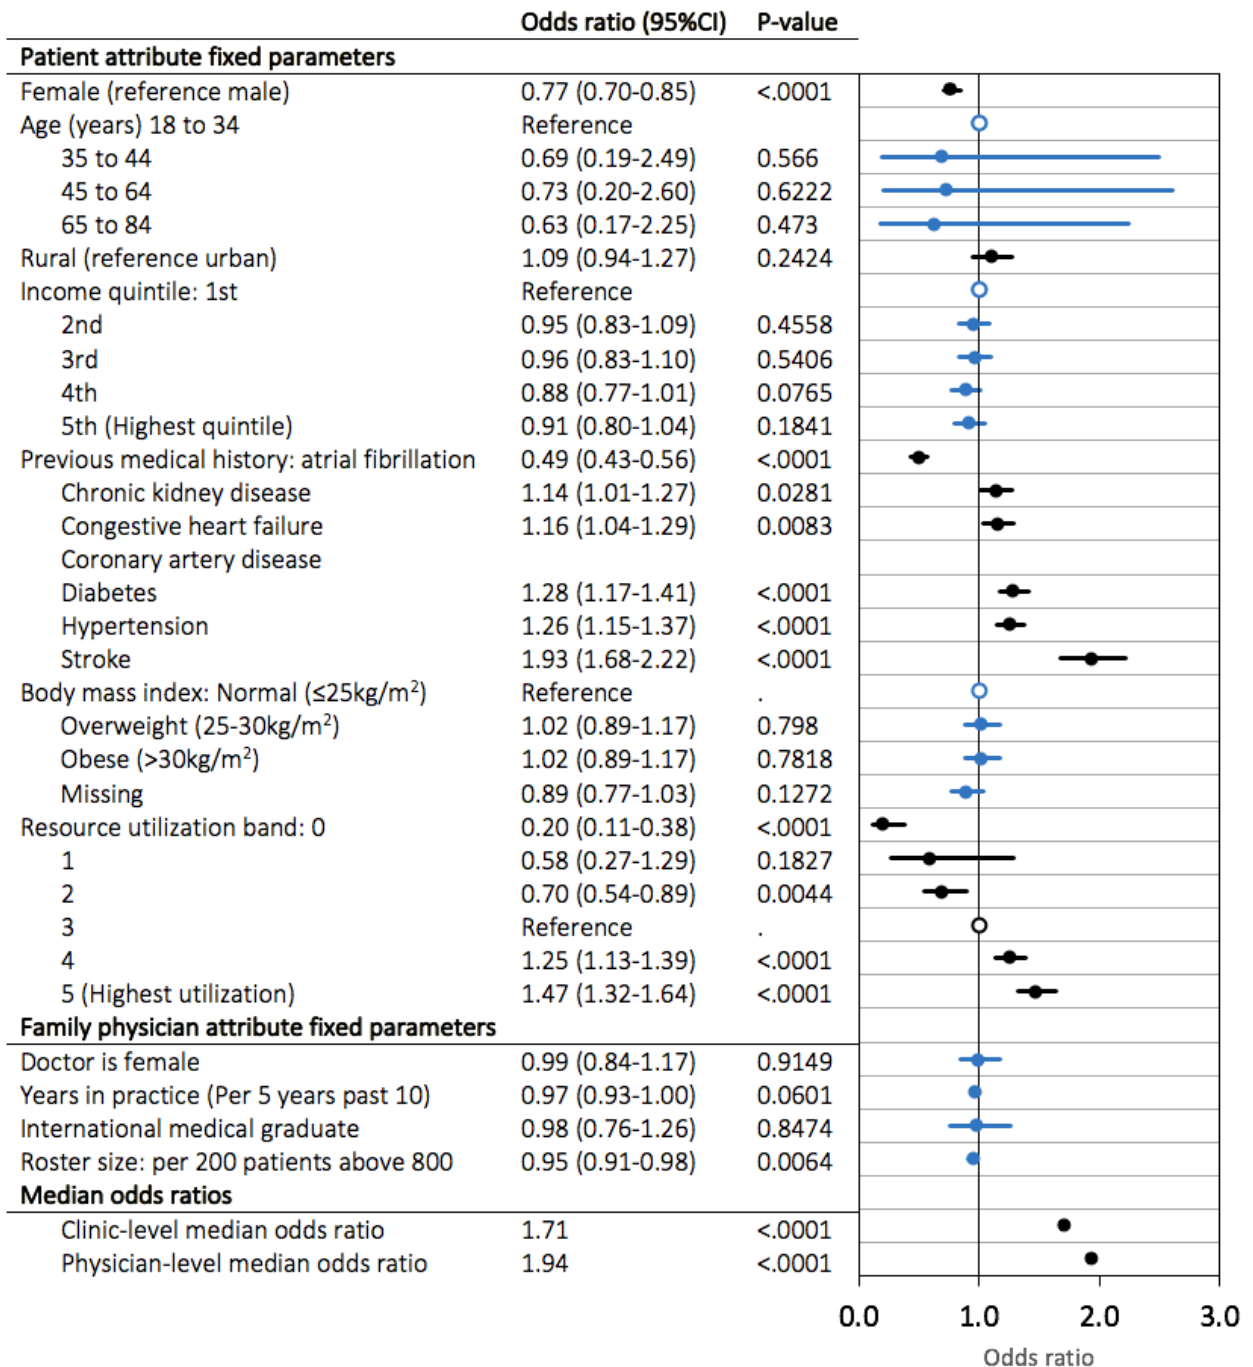 Odds ratio (95%CI) P-value
Patient attribute fixed parameters
Female (reference male) 0.77 (0.70-0.85) <.0001
Age (years) 18 to 34 Reference
35 to 44 0.69 (0.19-2.49) 0.566
45 to 64 0.73 (0.20-2.60) 0.6222
65 to 84 0.63 (0.17-2.25) 0.473
Rural (reference urban) 1.09 (0.94-1.27) 0.2424
Income quintile: 1st Reference
2nd 0.95 (0.83-1.09) 0.4558
3rd 0.96 (0.83-1.10) 0.5406
4th 0.88 (0.77-1.01) 0.0765
5th (Highest quintile) 0.91 (0.80-1.04) 0.1841
Previous medical history: atrial fibrillation 0.49 (0.43-0.56) <.0001
Chronic kidney disease 1.14 (1.01-1.27) 0.0281
Congestive heart failure 1.16 (1.04-1.29) 0.0083
Coronary artery disease
Diabetes 1.28 (1.17-1.41) <.0001
Hypertension 1.26 (1.15-1.37) <.0001
Stroke 1.93 (1.68-2.22) <.0001
Body mass index: Normal (≤25kg/m²) Reference .
Overweight (25-30kg/m²) 1.02 (0.89-1.17) 0.798
Obese (>30kg/m²) 1.02 (0.89-1.17) 0.7818
Missing 0.89 (0.77-1.03) 0.1272
Resource utilization band: 0 0.20 (0.11-0.38) <.0001
1 0.58 (0.27-1.29) 0.1827
2 0.70 (0.54-0.89) 0.0044
3 Reference .
4 1.25 (1.13-1.39) <.0001
5 (Highest utilization) 1.47 (1.32-1.64) <.0001
Family physician attribute fixed parameters
Doctor is female 0.99 (0.84-1.17) 0.9149
Years in practice (Per 5 years past 10) 0.97 (0.93-1.00) 0.0601
International medical graduate 0.98 (0.76-1.26) 0.8474
Roster size: per 200 patients above 800 0.95 (0.91-0.98) 0.0064
Median odds ratios
Clinic-level median odds ratio 1.71 <.0001
Physician-level median odds ratio 1.94 <.0001
0.0 1.0 2.0 3.0
Odds ratio